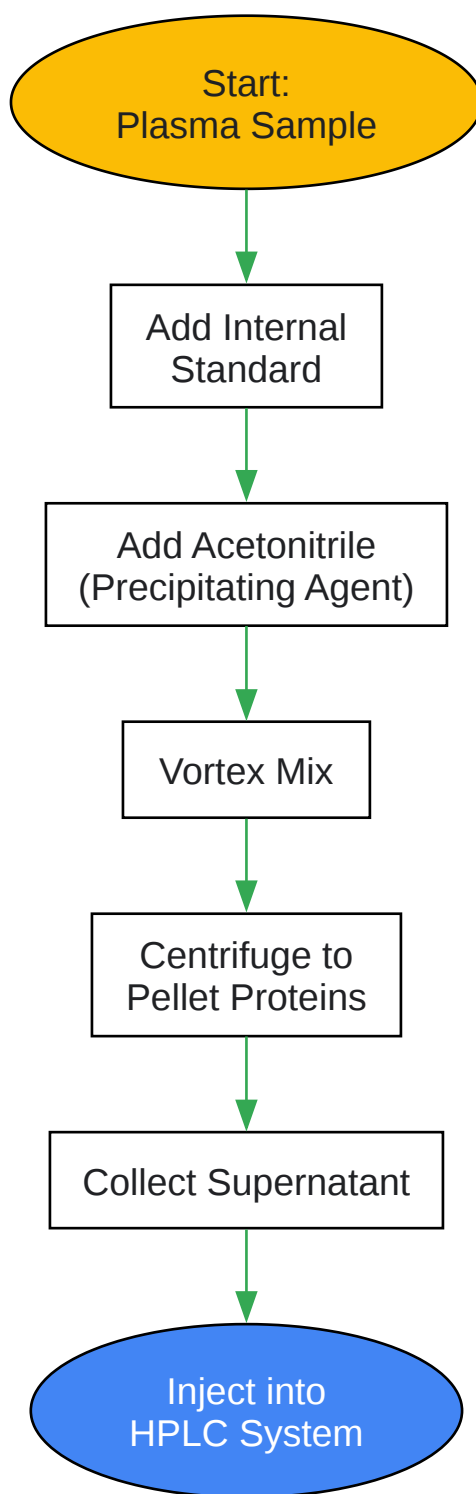 Start:
Plasma Sample
Add Internal
Standard
Add Acetonitrile
(Precipitating Agent)
Vortex Mix
Centrifuge to
Pellet Proteins
Collect Supernatant
Inject into
HPLC System